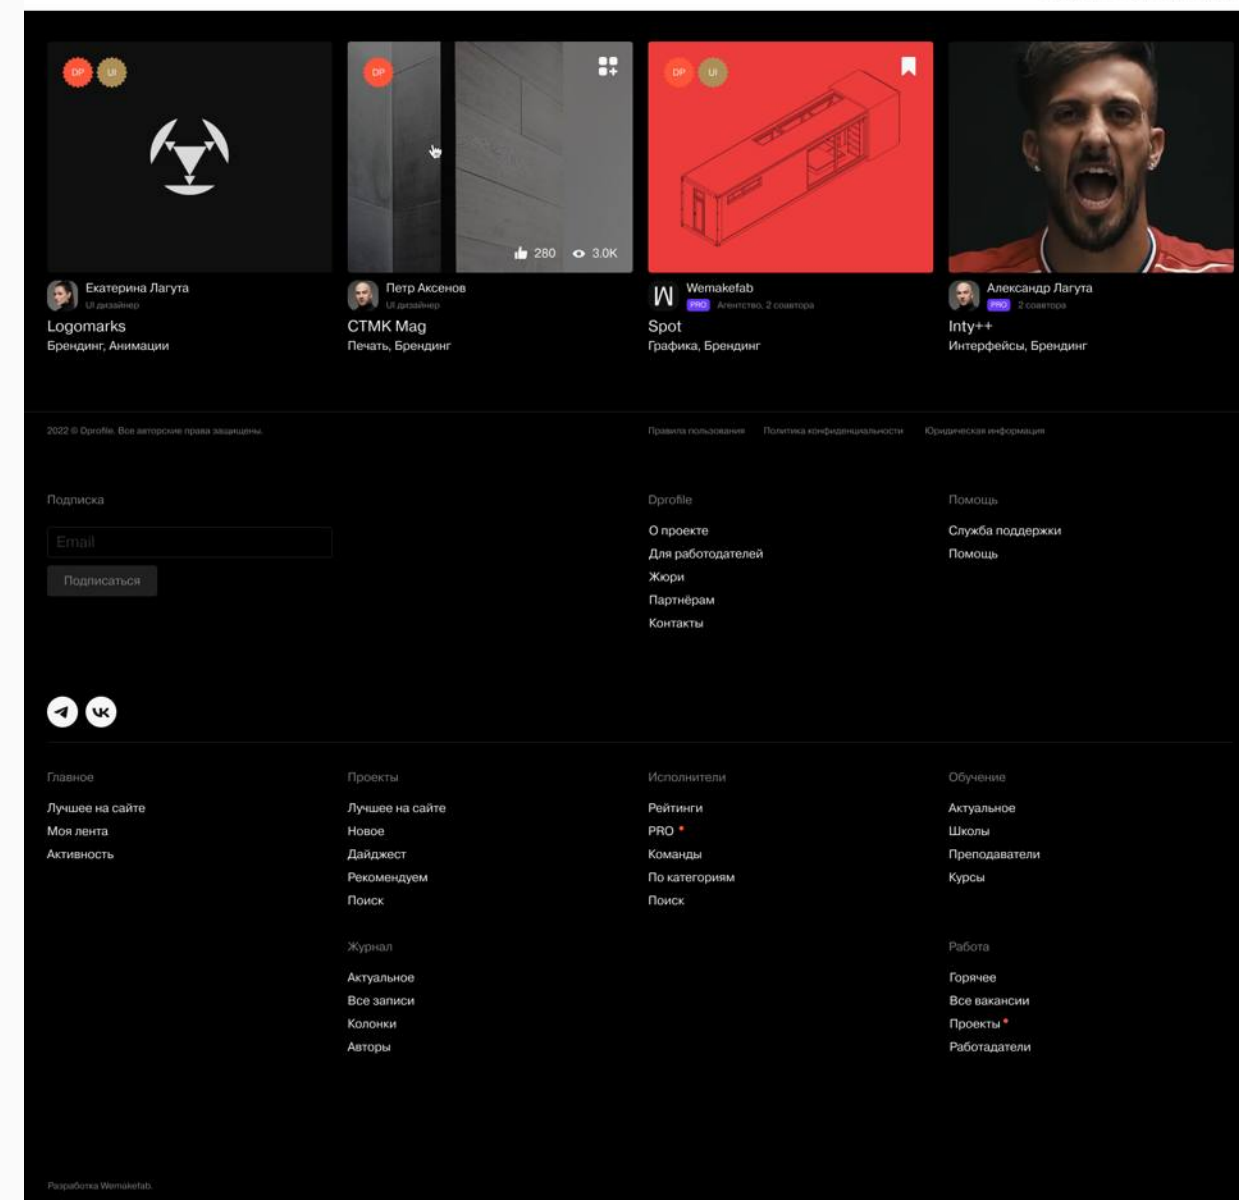 DP UI
DP
DP UI
280 3.0K
Екатерина Лагута
UI дизайнер
Logomarks
Брендинг, Анимации
Петр Аксенов
UI дизайнер
CTMK Mag
Печать, Брендинг
Wemakefab
PRO Агентство, 2 соавтора
Spot
Графика, Брендинг
Александр Лагута
PRO 2 соавтора
Inty++
Интерфейсы, Брендинг
2022 © Dprofile. Все авторские права защищены.
Правила пользования Политика конфиденциальности Юридическая информация
Подписка
Email
Подписаться
Dprofile
О проекте
Для работодателей
Жюри
Партнёрам
Контакты
Помощь
Служба поддержки
Помощь
Главное
Лучшее на сайте
Моя лента
Активность
Проекты
Лучшее на сайте
Новое
Дайджест
Рекомендуем
Поиск
Исполнители
Рейтинги
PRO
Команды
По категориям
Поиск
Обучение
Актуальное
Школы
Преподаватели
Курсы
Журнал
Актуальное
Все записи
Колонки
Авторы
Работа
Горячее
Все вакансии
Проекты
Работадатели
Разработка Wemakefab.